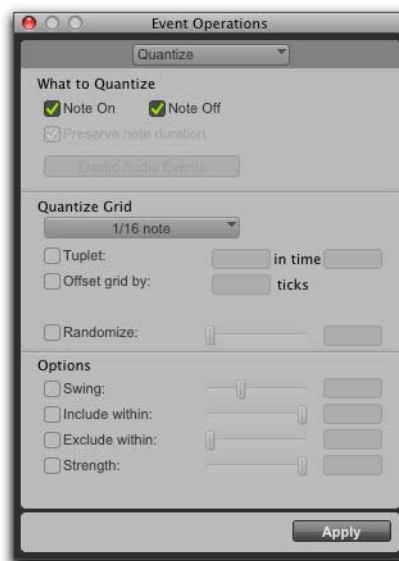 Event Operations
Quantize
What to Quantize
Note On Note Off
Preserve note duration
Elastic Audio Events
Quantize Grid
1/16 note
Tuplet: in time
Offset grid by: ticks
Randomize:
Options
Swing:
Include within:
Exclude within:
Strength:
Apply